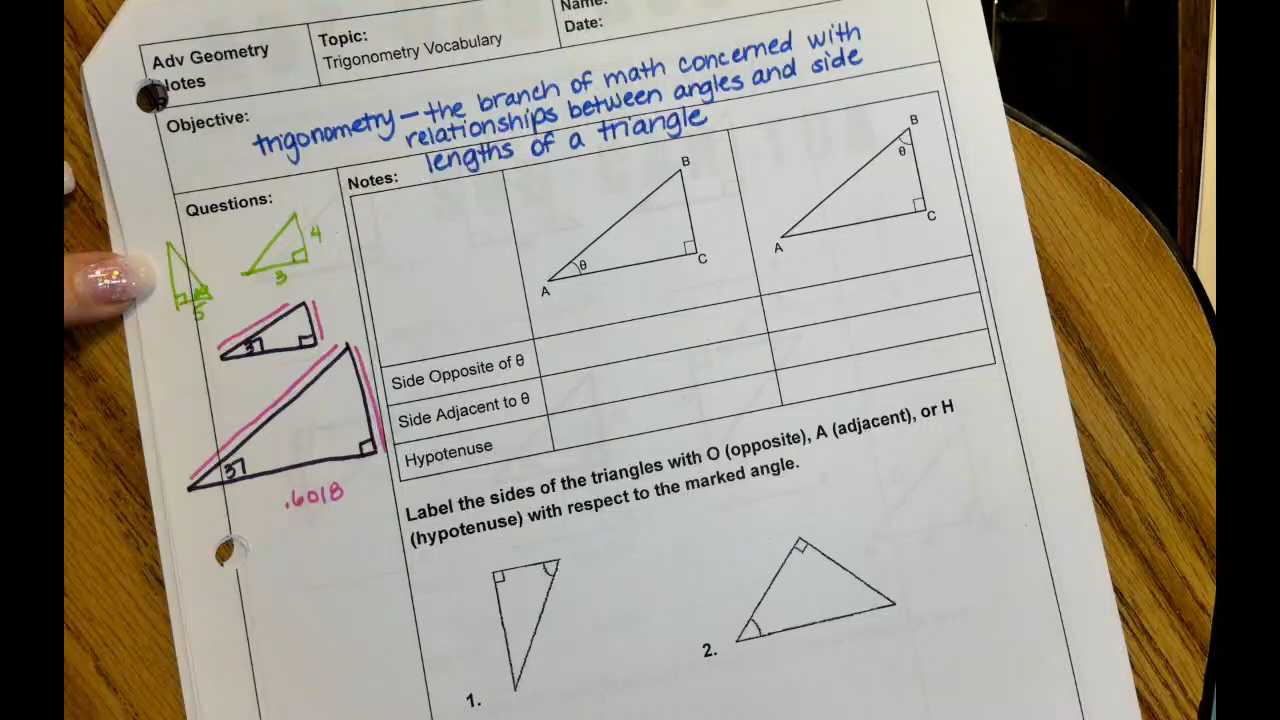 Adv Geometry
Notes
Topic:
Trigonometry Vocabulary
Name:
Date:
Objective:
trigonometry – the branch of math concerned with
relationships between angles and side
lengths of a triangle
Questions:
Notes:
4
3
5
37
37
.6018
B
θ
A
C
B
θ
A
C
Side Opposite of θ
Side Adjacent to θ
Hypotenuse
Label the sides of the triangles with O (opposite), A (adjacent), or H
(hypotenuse) with respect to the marked angle.
1.
2.